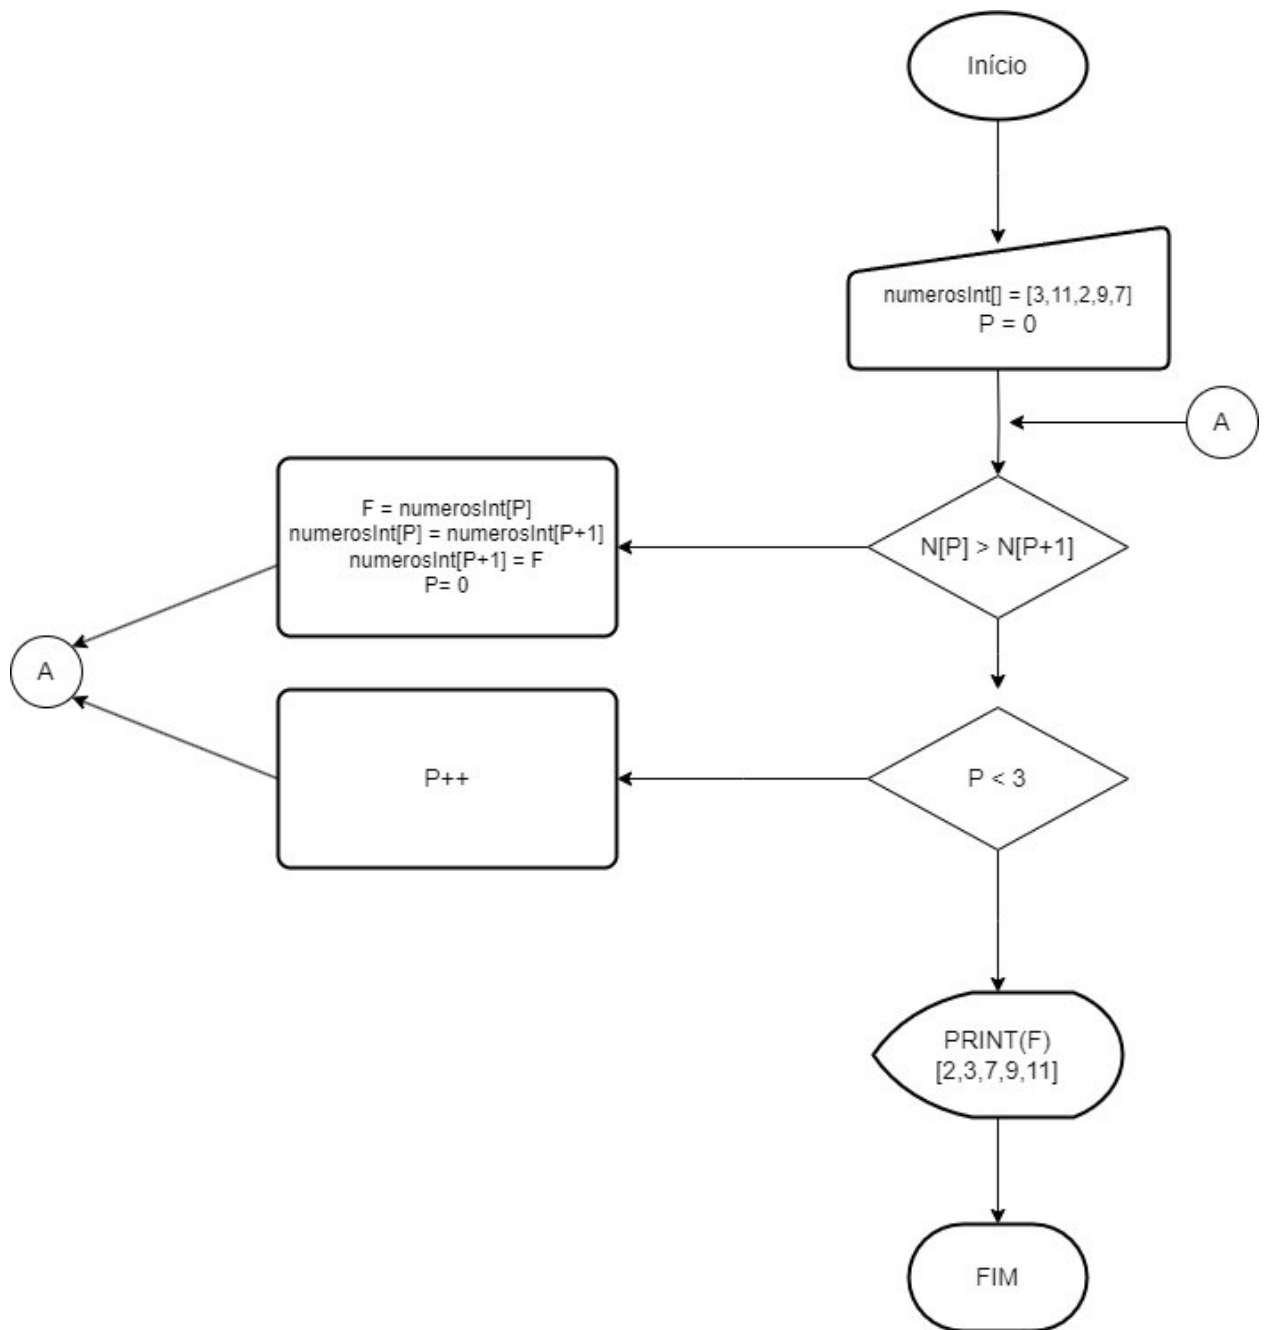 Início
numerosInt[] = [3,11,2,9,7]
P = 0
A
F = numerosInt[P]
numerosInt[P] = numerosInt[P+1]
numerosInt[P+1] = F
P= 0
N[P] > N[P+1]
A
P++
P < 3
PRINT(F)
[2,3,7,9,11]
FIM